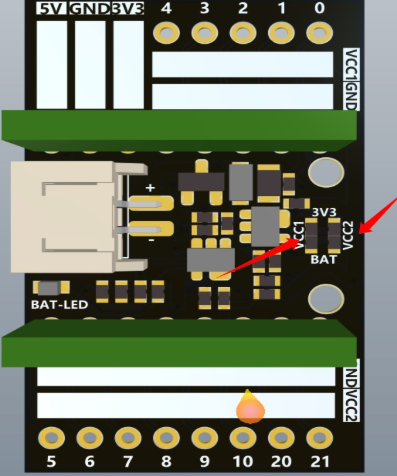 5V GND 3V3 4 3 2 1 0
VCC1 GND
+
-
3V3
VCC1 VCC2
BAT
BAT-LED
VCC2
5 6 7 8 9 10 20 21